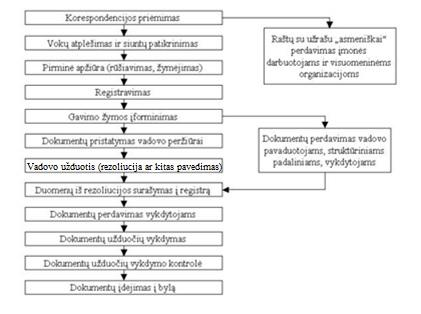 Korespondencijos priėmimas
Vokų atplėšimas ir siuntų patikrinimas
Raštų su užrašu „asmeniškai“
perdavimas įmonės
darbuotojams ir visuomeninėms
organizacijoms
Pirminė apžiūra (rūšiavimas, žymėjimas)
Registravimas
Gavimo žymos įforminimas
Dokumentų pristatymas vadovo peržiūrai
Dokumentų perdavimas vadovo
pavaduotojams, struktūriniams
padaliniams, vykdytojams
Vadovo užduotis (rezoliucija ar kitas pavedimas)
Duomenų iš rezoliucijos surašymas į registrą
Dokumentų perdavimas vykdytojams
Dokumentų užduočių vykdymas
Dokumentų užduočių vykdymo kontrolė
Dokumentų įdėjimas į bylą